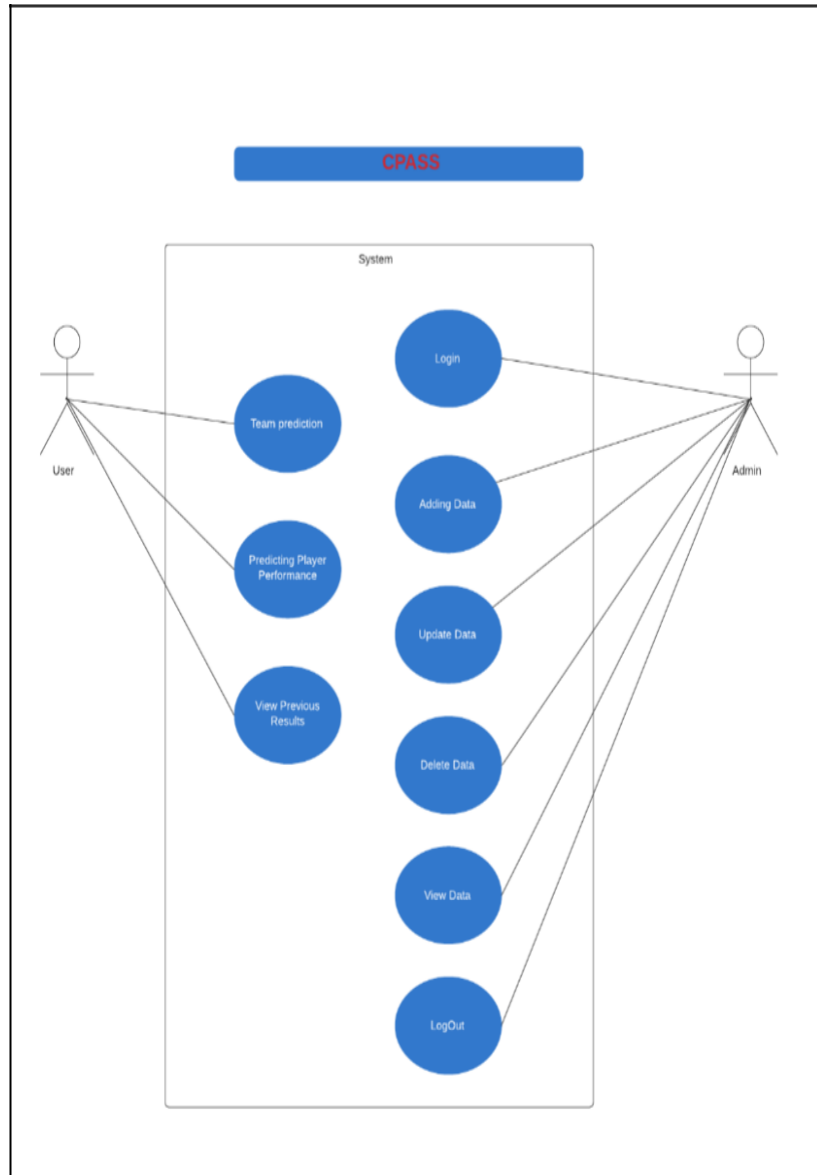 CPASS
System
Login
Team prediction
User
Admin
Adding Data
Predicting Player
Performance
Update Data
View Previous
Results
Delete Data
View Data
LogOut